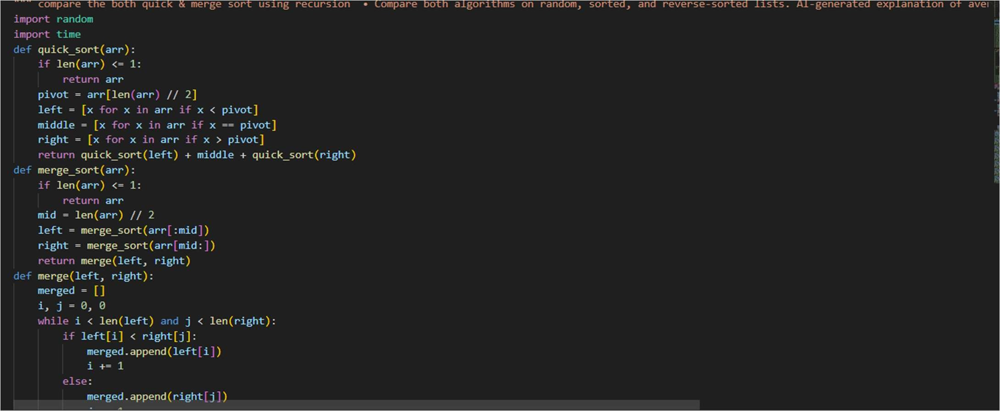 """ compare the both quick & merge sort using recursion  • Compare both algorithms on random, sorted, and reverse-sorted lists. AI-generated explanation of
import random
import time
def quick_sort(arr):
    if len(arr) <= 1:
        return arr
    pivot = arr[len(arr) // 2]
    left = [x for x in arr if x < pivot]
    middle = [x for x in arr if x == pivot]
    right = [x for x in arr if x > pivot]
    return quick_sort(left) + middle + quick_sort(right)
def merge_sort(arr):
    if len(arr) <= 1:
        return arr
    mid = len(arr) // 2
    left = merge_sort(arr[:mid])
    right = merge_sort(arr[mid:])
    return merge(left, right)
def merge(left, right):
    merged = []
    i, j = 0, 0
    while i < len(left) and j < len(right):
        if left[i] < right[j]:
            merged.append(left[i])
            i += 1
        else:
            merged.append(right[j])